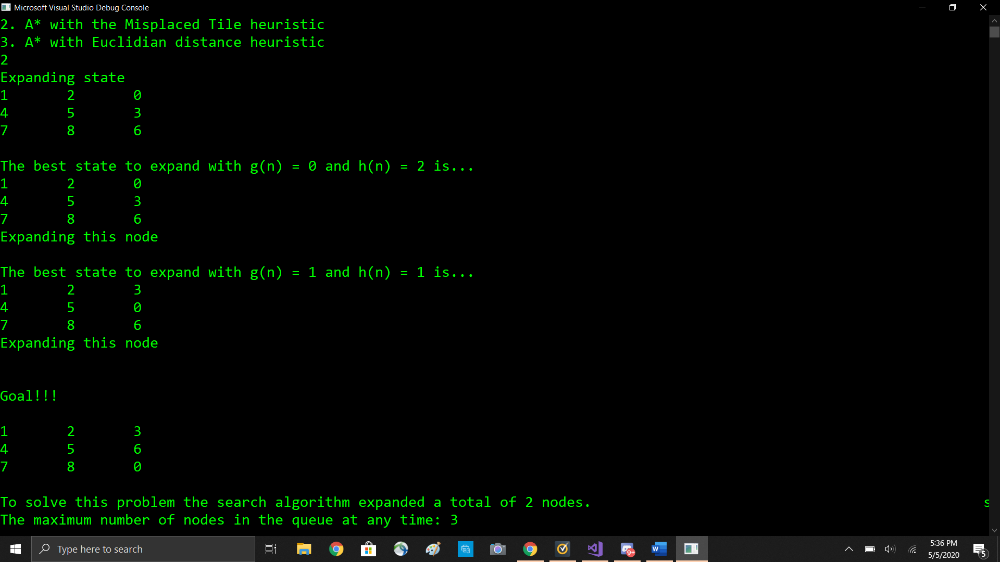 Microsoft Visual Studio Debug Console
2. A* with the Misplaced Tile heuristic
3. A* with Euclidian distance heuristic
2
Expanding state
1 2 0
4 5 3
7 8 6
The best state to expand with g(n) = 0 and h(n) = 2 is...
1 2 0
4 5 3
7 8 6
Expanding this node
The best state to expand with g(n) = 1 and h(n) = 1 is...
1 2 3
4 5 0
7 8 6
Expanding this node
Goal!!!
1 2 3
4 5 6
7 8 0
To solve this problem the search algorithm expanded a total of 2 nodes. s
The maximum number of nodes in the queue at any time: 3
Type here to search
9+
W
5:36 PM
5/5/2020
5